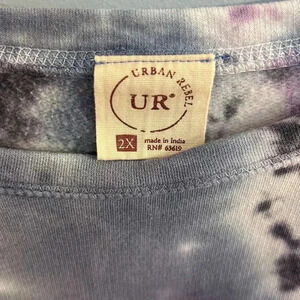 URBAN REBEL
UR®
2X
made in India
RN# 63619